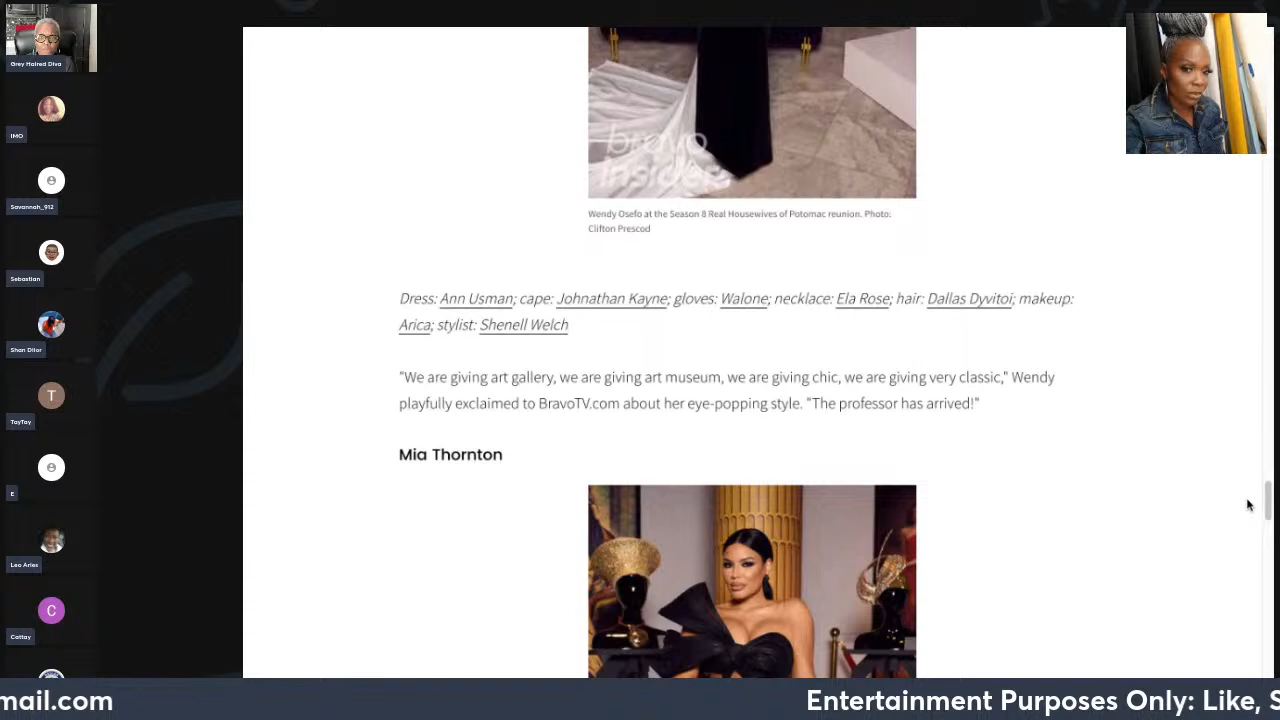 Grey Haired Diva
IMO
Savannah_912
Sebastian
Shan Dior
T
TayTay
E
Leo Aries
C
Cattay
bravo
insider
Wendy Osefo at the Season 8 Real Housewives of Potomac reunion. Photo:
Clifton Prescod
Dress: Ann Usman; cape: Johnathan Kayne; gloves: Walone; necklace: Ela Rose; hair: Dallas Dyvitoi; makeup:
Arica; stylist: Shenell Welch
"We are giving art gallery, we are giving art museum, we are giving chic, we are giving very classic," Wendy
playfully exclaimed to BravoTV.com about her eye-popping style. "The professor has arrived!"
Mia Thornton
mail.com
Entertainment Purposes Only: Like, S